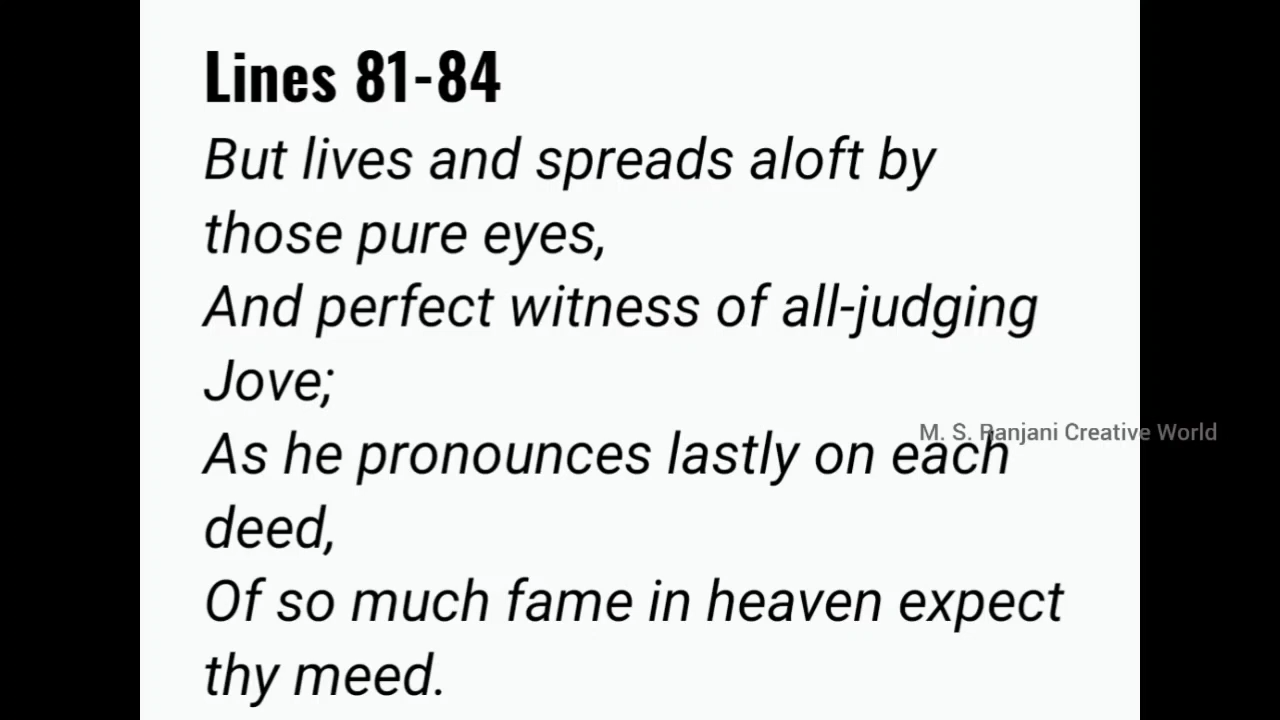 Lines 81-84
But lives and spreads aloft by
those pure eyes,
And perfect witness of all-judging
Jove;
M. S. Ranjani Creative World
As he pronounces lastly on each
deed,
Of so much fame in heaven expect
thy meed.